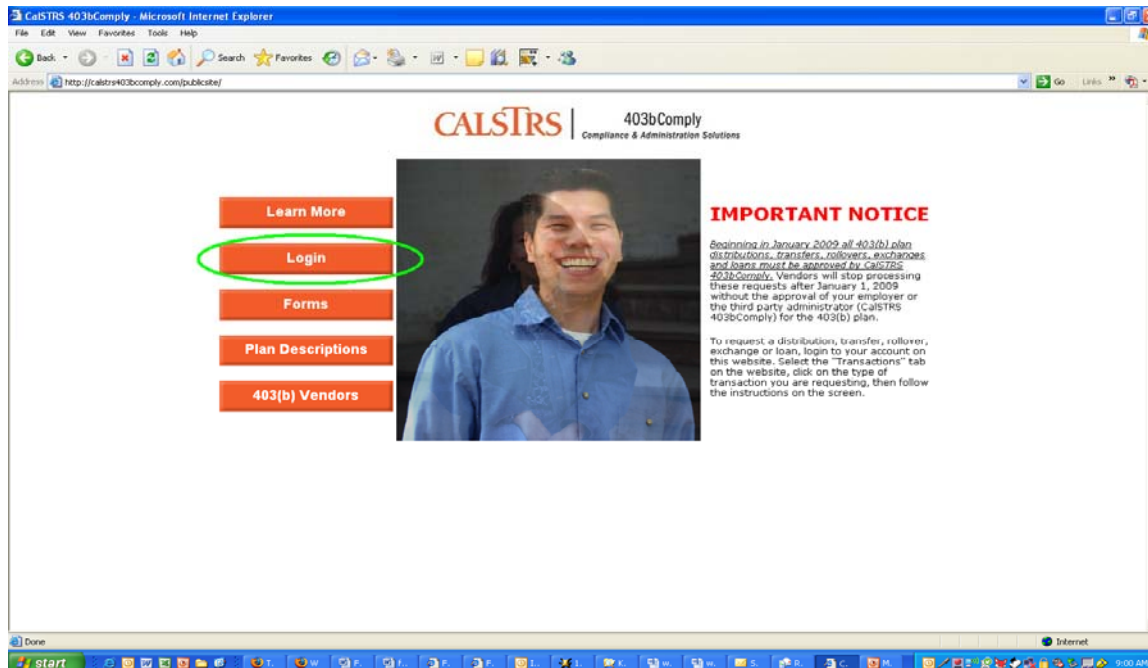 CalSTRS 403bComply - Microsoft Internet Explorer
File Edit View Favorites Tools Help
Back Search Favorites
Address http://calstrs403bcomply.com/publicsite/ Go Links »
CALSTRS 403bComply
Compliance & Administration Solutions
Learn More
Login
Forms
Plan Descriptions
403(b) Vendors
IMPORTANT NOTICE
Beginning in January 2009 all 403(b) plan
distributions, transfers, rollovers, exchanges
and loans must be approved by CalSTRS
403bComply. Vendors will stop processing
these requests after January 1, 2009
without the approval of your employer or
the third party administrator (CalSTRS
403bComply) for the 403(b) plan.
To request a distribution, transfer, rollover,
exchange or loan, login to your account on
this website. Select the "Transactions" tab
on the website, click on the type of
transaction you are requesting, then follow
the instructions on the screen.
Done Internet
start 9:00 AM